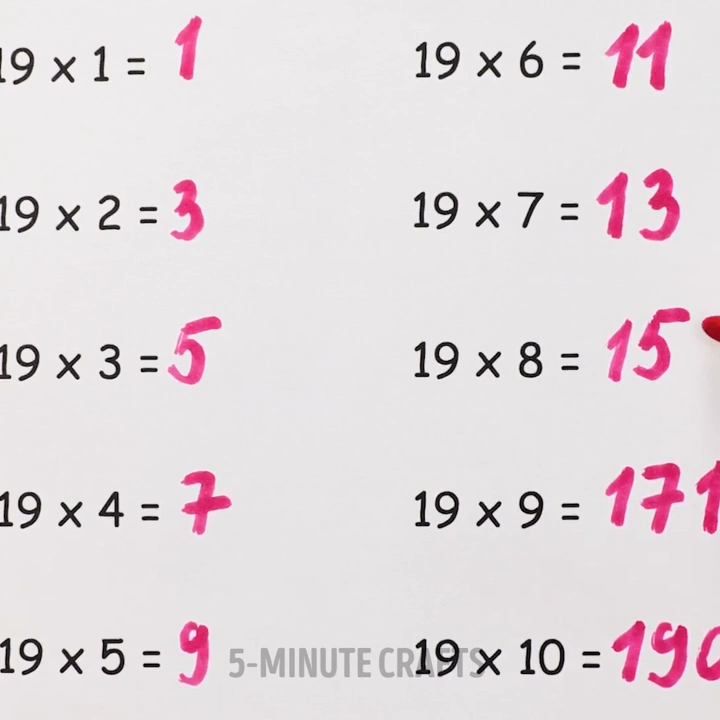 19 x 1 = 1
19 x 2 = 3
19 x 3 = 5
19 x 4 = 7
19 x 5 = 9
19 x 6 = 11
19 x 7 = 13
19 x 8 = 15
19 x 9 = 171
19 x 10 = 190
5-MINUTE CRAFTS